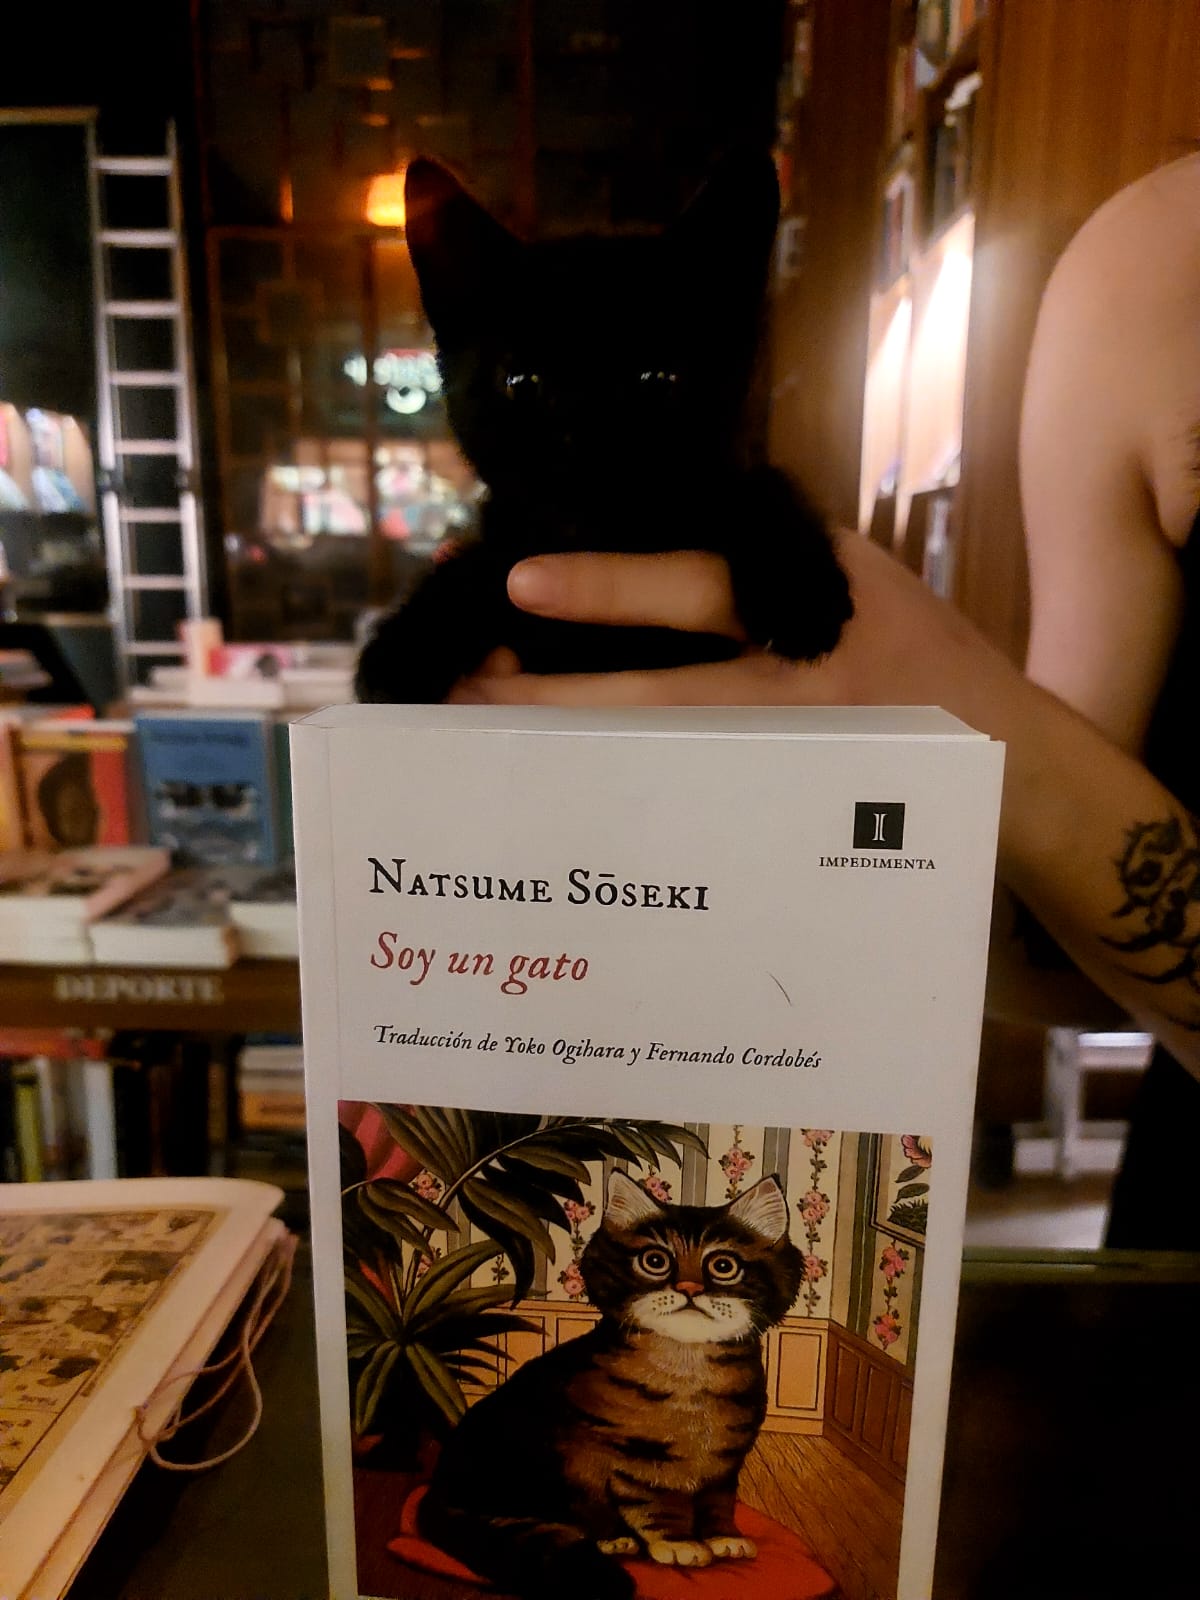 I
IMPEDIMENTA
NATSUME SŌSEKI
Soy un gato
Traducción de Yoko Ogihara y Fernando Cordobés
DEPORTE